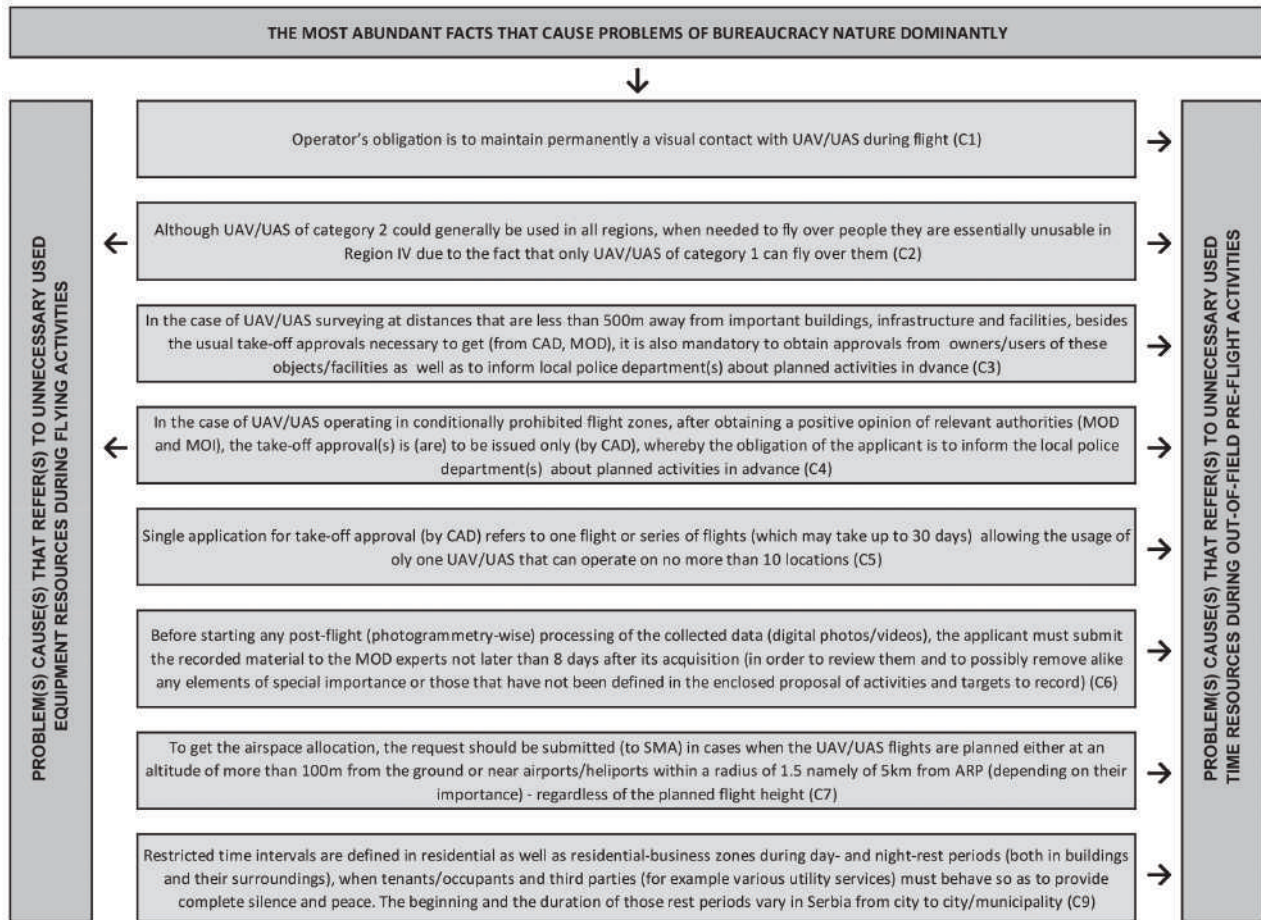 THE MOST ABUNDANT FACTS THAT CAUSE PROBLEMS OF BUREAUCRACY NATURE DOMINANTLY
PROBLEM(S) CAUSE(S) THAT REFER(S) TO UNNECESSARY USED
EQUIPMENT RESOURCES DURING FLYING ACTIVITIES
Operator's obligation is to maintain permanently a visual contact with UAV/UAS during flight (C1)
Although UAV/UAS of category 2 could generally be used in all regions, when needed to fly over people they are essentially unusable in
Region IV due to the fact that only UAV/UAS of category 1 can fly over them (C2)
In the case of UAV/UAS surveying at distances that are less than 500m away from important buildings, infrastructure and facilities, besides
the usual take-off approvals necessary to get (from CAD, MOD), it is also mandatory to obtain approvals from owners/users of these
objects/facilities as well as to inform local police department(s) about planned activities in dvance (C3)
In the case of UAV/UAS operating in conditionally prohibited flight zones, after obtaining a positive opinion of relevant authorities (MOD
and MOI), the take-off approval(s) is (are) to be issued only (by CAD), whereby the obligation of the applicant is to inform the local police
department(s) about planned activities in advance (C4)
Single application for take-off approval (by CAD) refers to one flight or series of flights (which may take up to 30 days) allowing the usage of
oly one UAV/UAS that can operate on no more than 10 locations (C5)
Before starting any post-flight (photogrammetry-wise) processing of the collected data (digital photos/videos), the applicant must submit
the recorded material to the MOD experts not later than 8 days after its acquisition (in order to review them and to possibly remove alike
any elements of special importance or those that have not been defined in the enclosed proposal of activities and targets to record) (C6)
To get the airspace allocation, the request should be submitted (to SMA) in cases when the UAV/UAS flights are planned either at an
altitude of more than 100m from the ground or near airports/heliports within a radius of 1.5 namely of 5km from ARP (depending on their
importance) - regardless of the planned flight height (C7)
Restricted time intervals are defined in residential as well as residential-business zones during day- and night-rest periods (both in buildings
and their surroundings), when tenants/occupants and third parties (for example various utility services) must behave so as to provide
complete silence and peace. The beginning and the duration of those rest periods vary in Serbia from city to city/municipality (C9)
PROBLEM(S) CAUSE(S) THAT REFER(S) TO UNNECESSARY USED
TIME RESOURCES DURING OUT-OF-FIELD PRE-FLIGHT ACTIVITIES